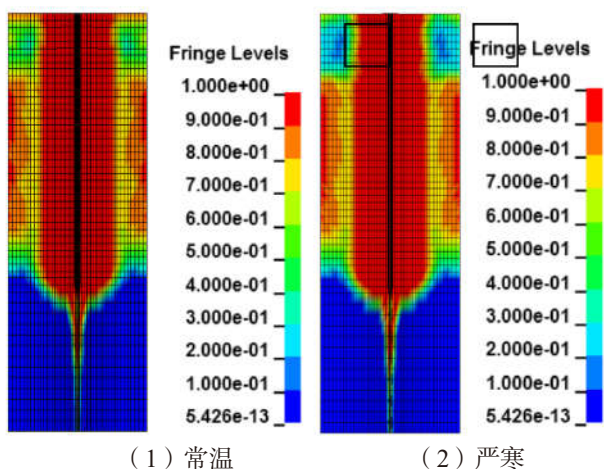 Fringe Levels
1.000e+00
9.000e-01
8.000e-01
7.000e-01
6.000e-01
5.000e-01
4.000e-01
3.000e-01
2.000e-01
1.000e-01
5.426e-13
（1）常温
Fringe Levels
1.000e+00
9.000e-01
8.000e-01
7.000e-01
6.000e-01
5.000e-01
4.000e-01
3.000e-01
2.000e-01
1.000e-01
5.426e-13
（2）严寒